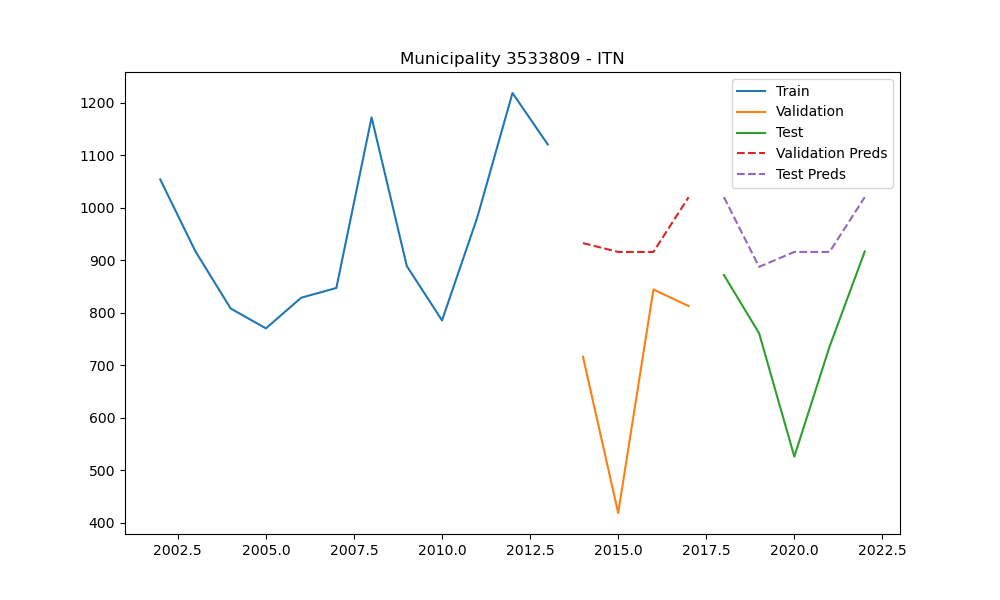 Municipality 3533809 - ITN
1200
1100
1000
900
800
700
600
500
400
2002.5 2005.0 2007.5 2010.0 2012.5 2015.0 2017.5 2020.0 2022.5
Train
Validation
Test
Validation Preds
Test Preds